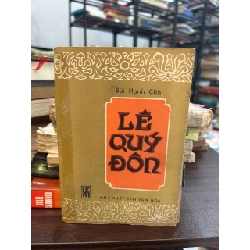 Bùi Hạnh Cẩn
LÊ
QUÝ
ĐÔN
NHÀ XUẤT BẢN VĂN HÓA